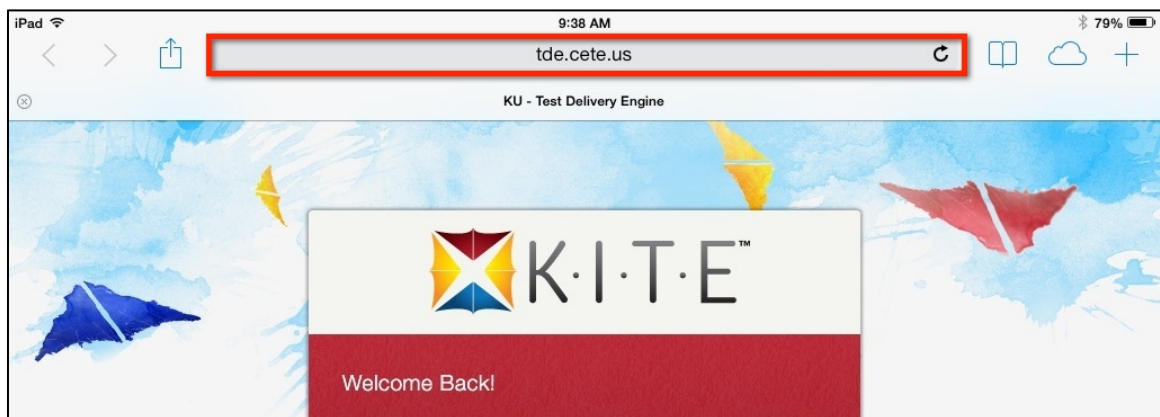 iPad 9:38 AM 79%
tde.cete.us
KU - Test Delivery Engine
K·I·T·E™
Welcome Back!